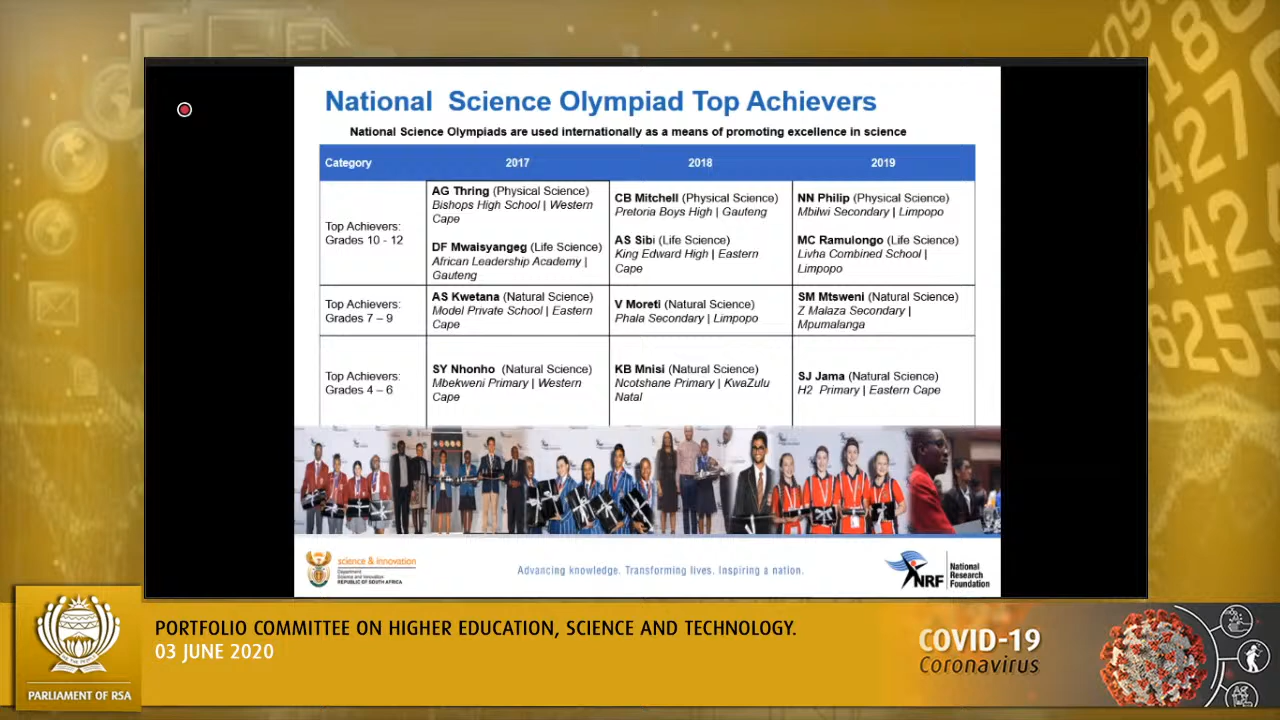 National Science Olympiad Top Achievers
National Science Olympiads are used internationally as a means of promoting excellence in science
Category 2017 2018 2019
Top Achievers:
Grades 10 - 12
AG Thring (Physical Science)
Bishops High School | Western
Cape
DF Mwaisyangeg (Life Science)
African Leadership Academy |
Gauteng
CB Mitchell (Physical Science)
Pretoria Boys High | Gauteng
AS Sibi (Life Science)
King Edward High | Eastern
Cape
NN Philip (Physical Science)
Mbilwi Secondary | Limpopo
MC Ramulongo (Life Science)
Livha Combined School |
Limpopo
Top Achievers:
Grades 7 – 9
AS Kwetana (Natural Science)
Model Private School | Eastern
Cape
V Moreti (Natural Science)
Phala Secondary | Limpopo
SM Mtsweni (Natural Science)
Z Malaza Secondary |
Mpumalanga
Top Achievers:
Grades 4 – 6
SY Nhonho (Natural Science)
Mbekweni Primary | Western
Cape
KB Mnisi (Natural Science)
Ncotshane Primary | KwaZulu
Natal
SJ Jama (Natural Science)
H2 Primary | Eastern Cape
science & innovation
Department
Science and Innovation
REPUBLIC OF SOUTH AFRICA
Advancing knowledge. Transforming lives. Inspiring a nation.
NRF
National
Research
Foundation
PORTFOLIO COMMITTEE ON HIGHER EDUCATION, SCIENCE AND TECHNOLOGY.
03 JUNE 2020
PARLIAMENT OF RSA
COVID-19
Coronavirus